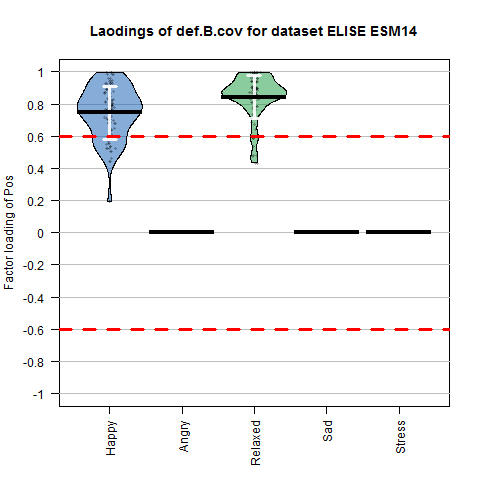 Laodings of def.B.cov for dataset ELISE ESM14
Factor loading of Pos
1
0.8
0.6
0.4
0.2
0
-0.2
-0.4
-0.6
-0.8
-1
Happy
Angry
Relaxed
Sad
Stress